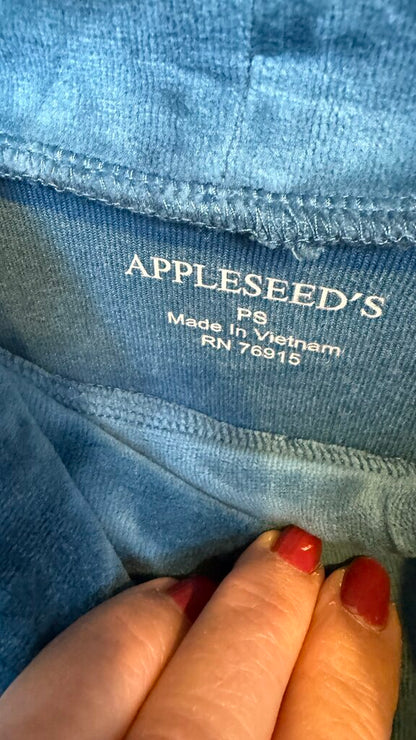 APPLESEED'S
PS
Made In Vietnam
RN 76915